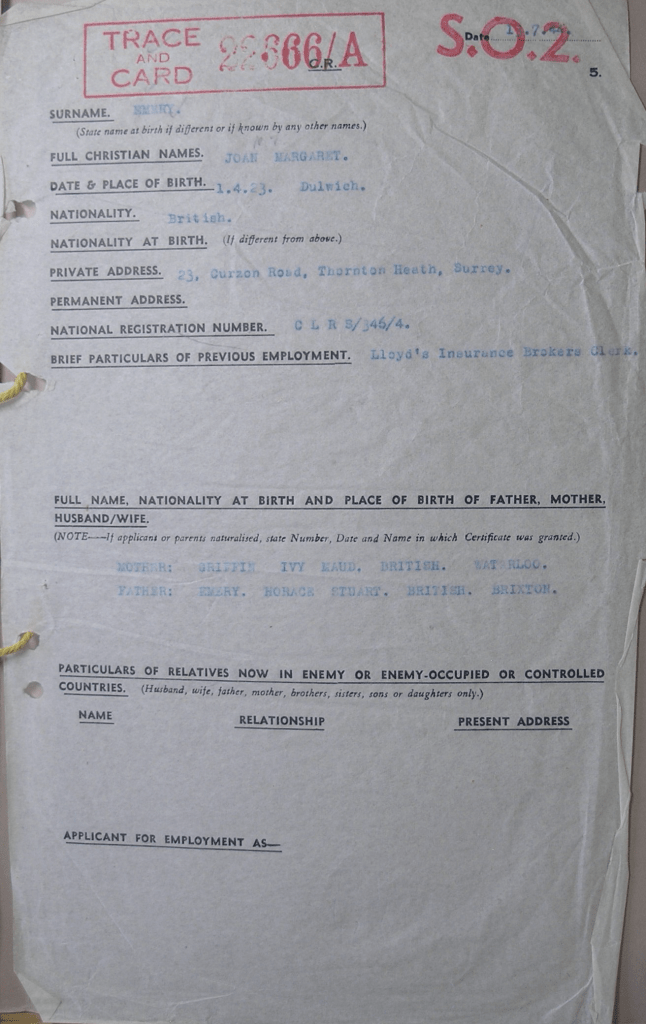 TRACE
AND
CARD
22666/A
C.R.
S.O.2.
Date
5.
SURNAME. EMERY.
(State name at birth if different or if known by any other names.)
FULL CHRISTIAN NAMES. JOAN MARGARET.
DATE & PLACE OF BIRTH. 1.4.23. Dulwich.
NATIONALITY. British.
NATIONALITY AT BIRTH. (If different from above.)
PRIVATE ADDRESS. 23, Curzon Road, Thornton Heath, Surrey.
PERMANENT ADDRESS.
NATIONAL REGISTRATION NUMBER. C L R S/346/4.
BRIEF PARTICULARS OF PREVIOUS EMPLOYMENT. Lloyd's Insurance Brokers Clerk.
FULL NAME, NATIONALITY AT BIRTH AND PLACE OF BIRTH OF FATHER, MOTHER,
HUSBAND/WIFE.
(NOTE—If applicant or parents naturalised, state Number, Date and Name in which Certificate was granted.)
MOTHER: GRIFFIN IVY MAUD. BRITISH. WATERLOO.
FATHER: EMERY. HORACE STUART. BRITISH. BRIXTON.
PARTICULARS OF RELATIVES NOW IN ENEMY OR ENEMY-OCCUPIED OR CONTROLLED
COUNTRIES. (Husband, wife, father, mother, brothers, sisters, sons or daughters only.)
NAME RELATIONSHIP PRESENT ADDRESS
APPLICANT FOR EMPLOYMENT AS—